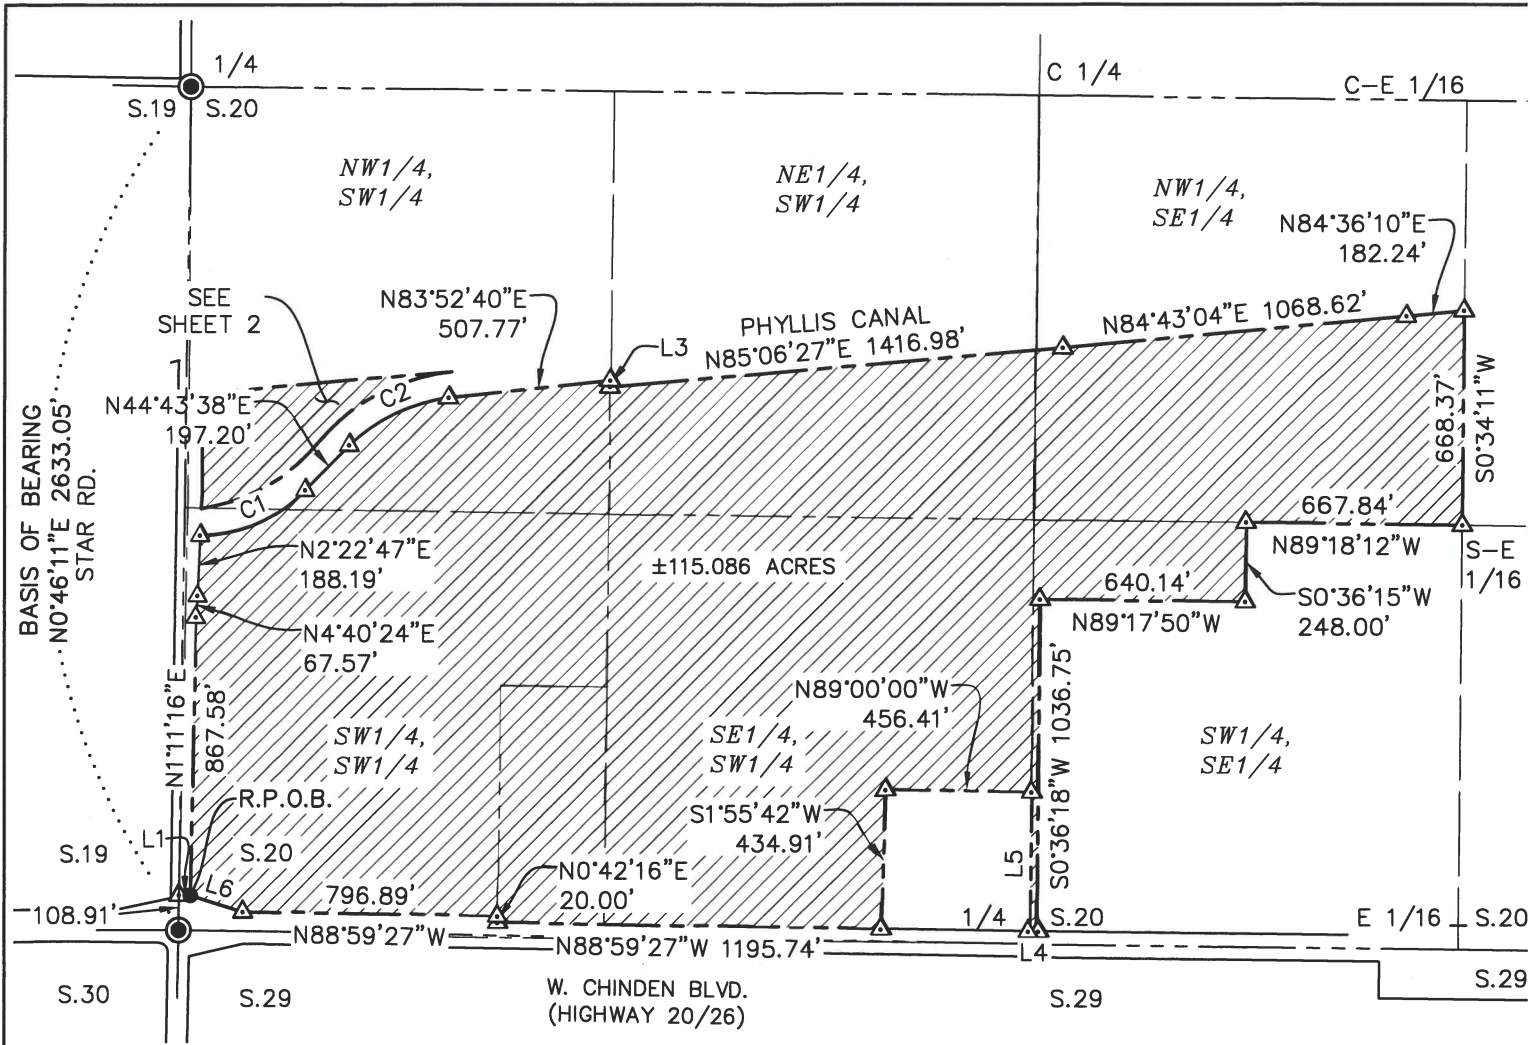 1/4
C 1/4
C-E 1/16
S.19
S.20
NW1/4,
SW1/4
NE1/4,
SW1/4
NW1/4,
SE1/4
N84°36'10"E
182.24'
SEE
SHEET 2
N83°52'40"E
507.77'
PHYLLIS CANAL
N85°06'27"E 1416.98'
N84°43'04"E 1068.62'
L3
C2
N44°43'38"E
197.20'
C1
668.37'
S0°34'11"W
BASIS OF BEARING
N0°46'11"E 2633.05'
STAR RD.
667.84'
N89°18'12"W
S-E
1/16
N2°22'47"E
188.19'
±115.086 ACRES
640.14'
N89°17'50"W
S0°36'15"W
248.00'
N4°40'24"E
67.57'
N1°11'16"E
867.58'
S0°36'18"W 1036.75'
N89°00'00"W
456.41'
SW1/4,
SW1/4
SE1/4,
SW1/4
SW1/4,
SE1/4
R.P.O.B.
S1°55'42"W
434.91'
L1
S.19
S.20
L6
L5
N0°42'16"E
20.00'
796.89'
108.91'
1/4
S.20
E 1/16
S.20
N88°59'27"W
N88°59'27"W 1195.74'
L4
S.30
S.29
W. CHINDEN BLVD.
(HIGHWAY 20/26)
S.29
S.29